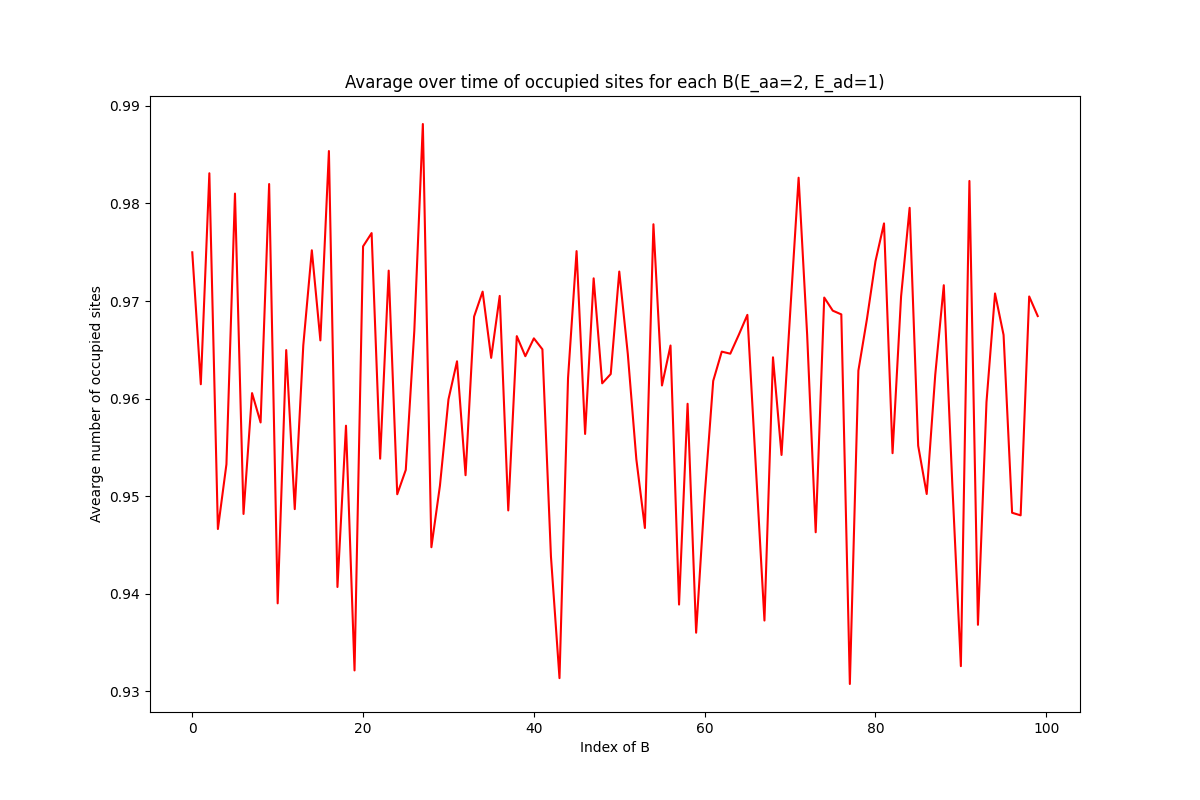 Avarage over time of occupied sites for each B(E_aa=2, E_ad=1)
0.99
0.98
0.97
0.96
0.95
0.94
0.93
Avearge number of occupied sites
0 20 40 60 80 100
Index of B